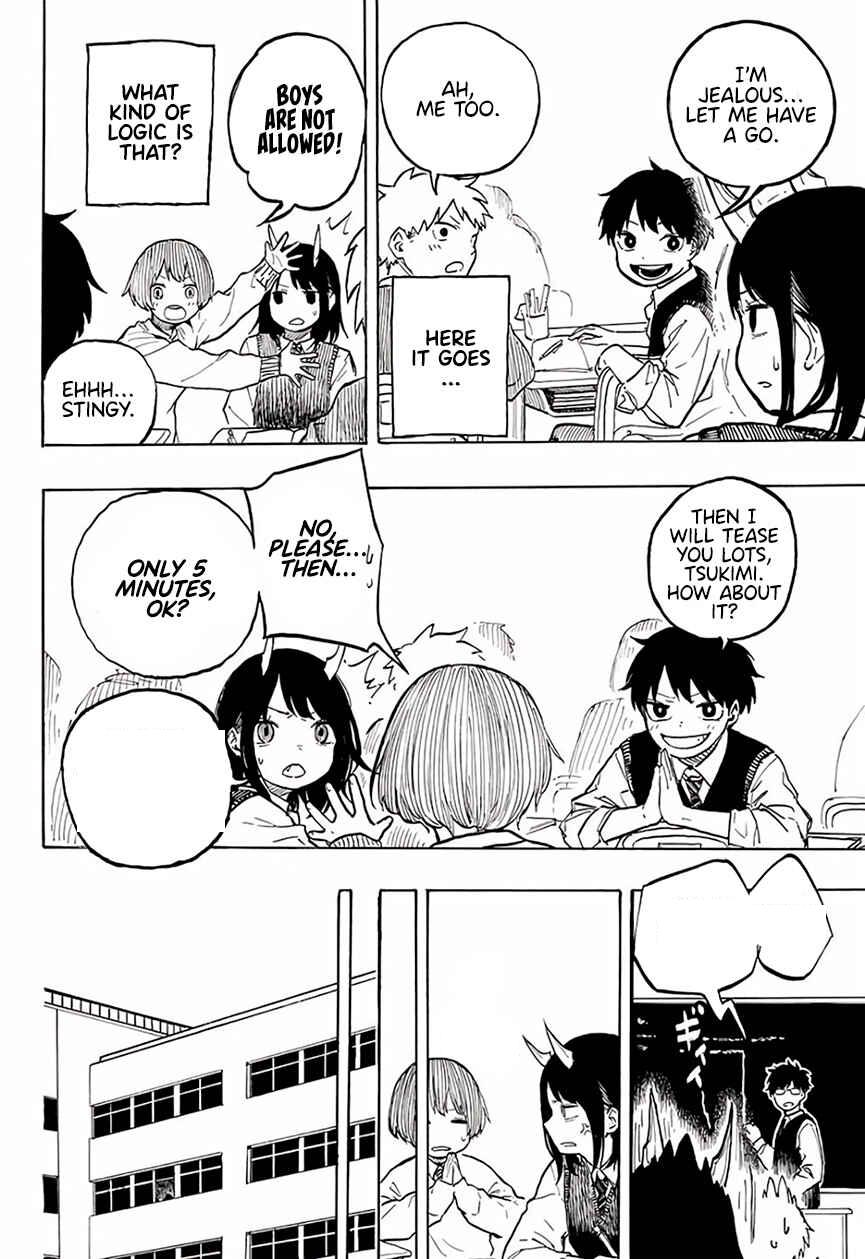 I'M
JEALOUS...
LET ME HAVE
A GO.
AH,
ME TOO.
HERE
IT GOES
...
BOYS
ARE NOT
ALLOWED!
WHAT
KIND OF
LOGIC IS
THAT?
EHHH...
STINGY.
THEN I
WILL TEASE
YOU LOTS,
TSUKIMI.
HOW ABOUT
IT?
NO,
PLEASE...
THEN...
ONLY 5
MINUTES,
OK?
ギイイ